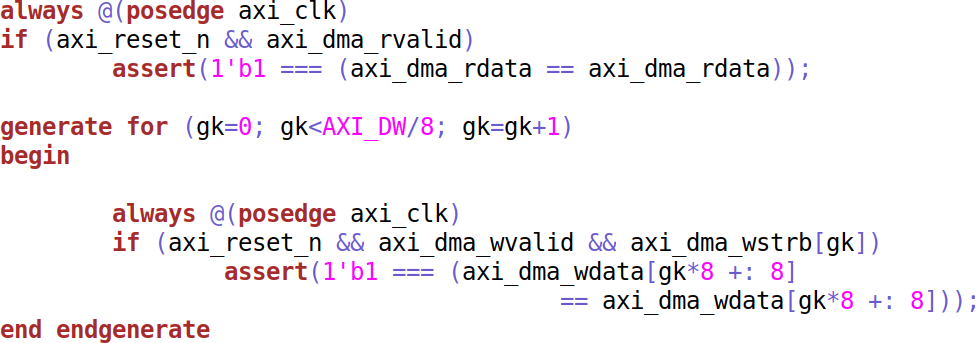 always @(posedge axi_clk)
if (axi_reset_n && axi_dma_rvalid)
        assert(1'b1 === (axi_dma_rdata == axi_dma_rdata));

generate for (gk=0; gk<AXI_DW/8; gk=gk+1)
begin

        always @(posedge axi_clk)
        if (axi_reset_n && axi_dma_wvalid && axi_dma_wstrb[gk])
                assert(1'b1 === (axi_dma_wdata[gk*8 +: 8]
                                        == axi_dma_wdata[gk*8 +: 8]));
end endgenerate